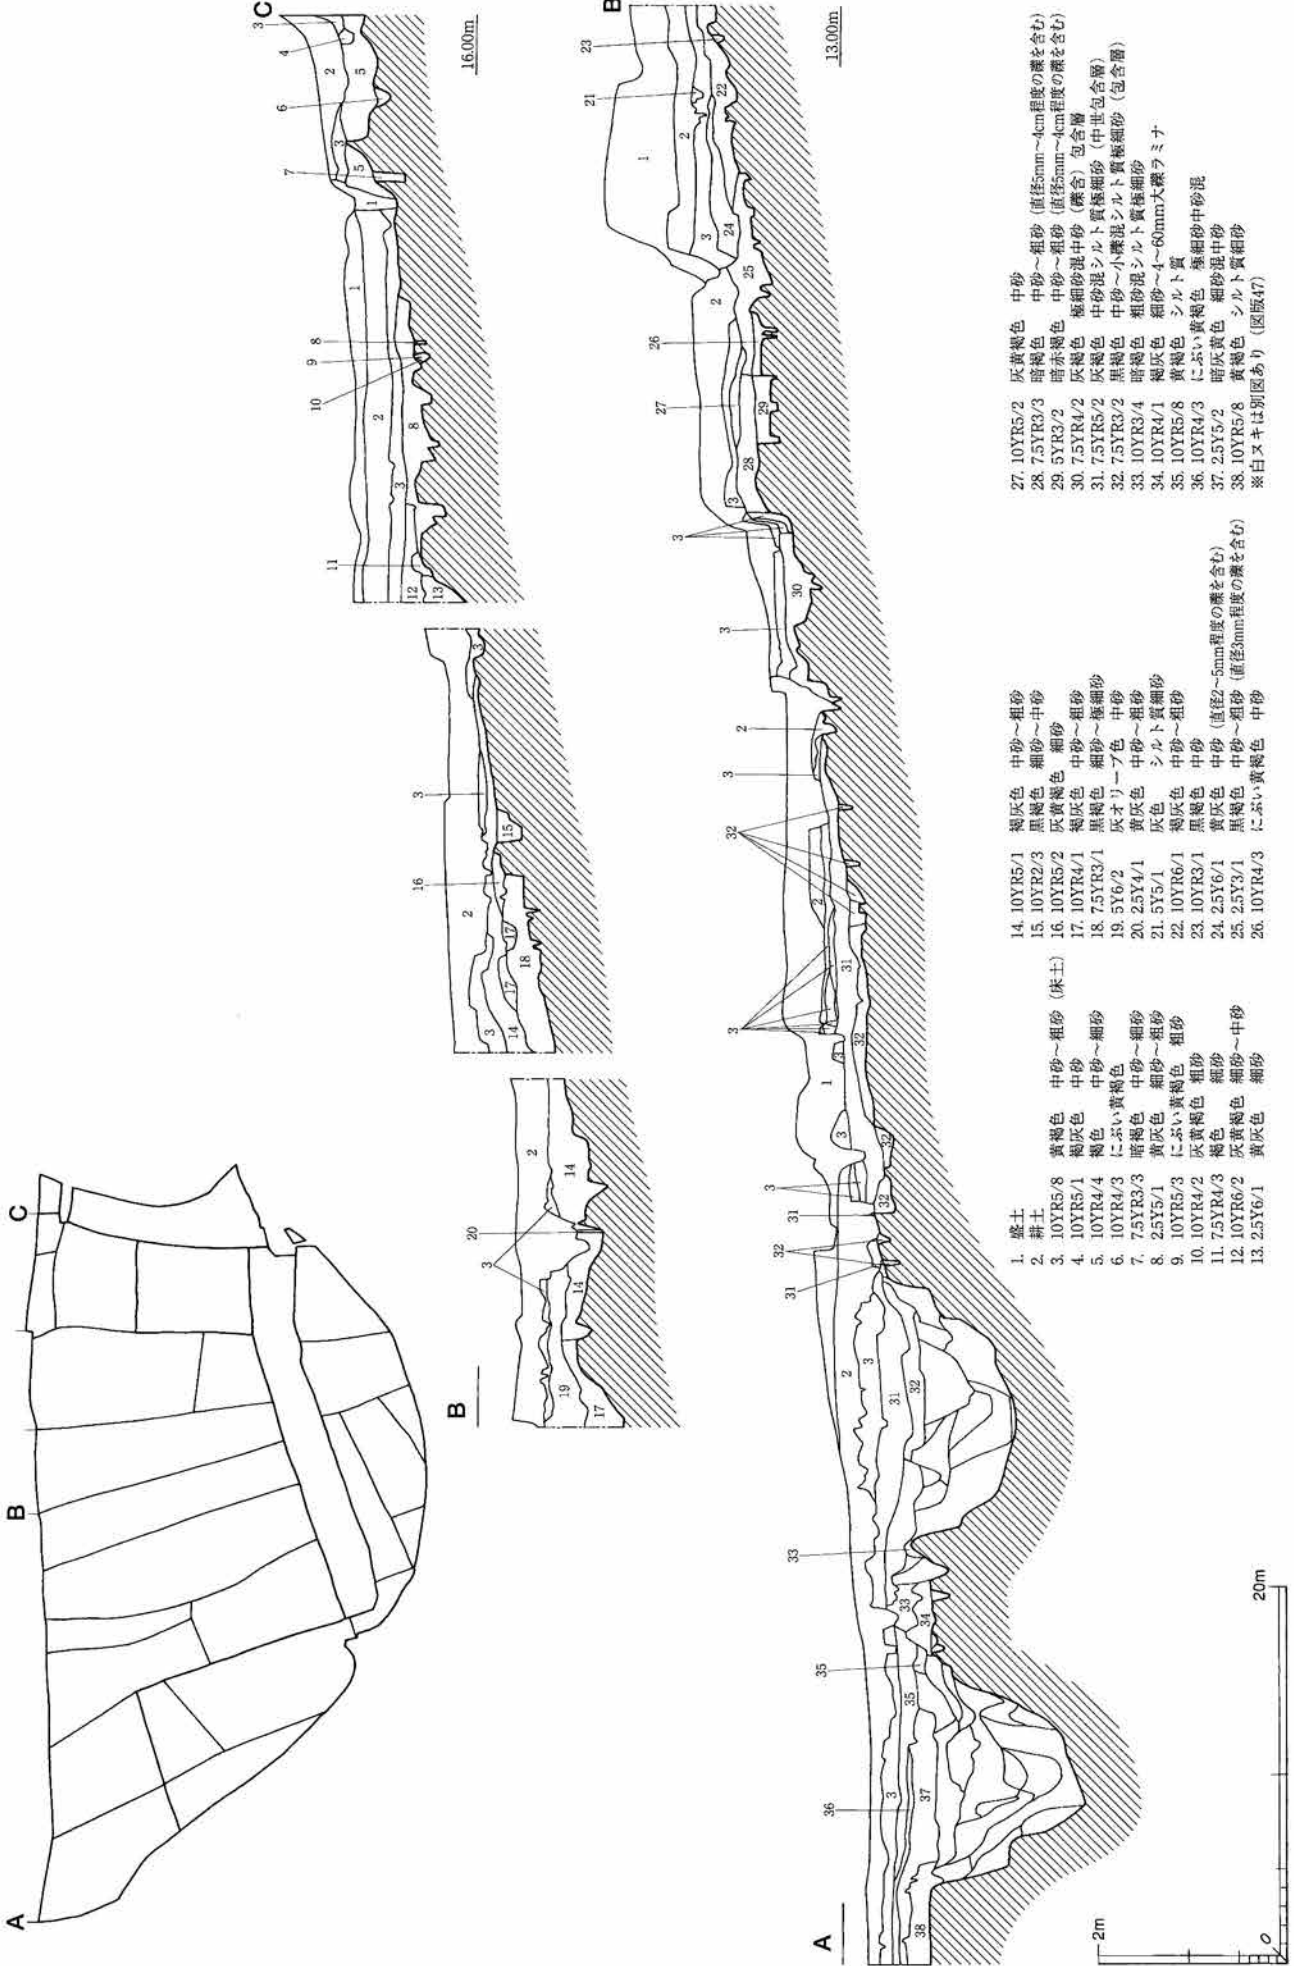 A
B
C
B
C
16.00m
A
B
13.00m
1. 盛土
2. 耕土
3. 10YR5/8 黄褐色 中砂～粗砂（床土）
4. 10YR5/1 褐灰色 中砂
5. 10YR4/4 褐色 中砂～細砂
6. 10YR4/3 にぶい黄褐色
7. 7.5YR3/3 暗褐色 中砂～細砂
8. 2.5Y5/1 黄灰色 細砂～粗砂
9. 10YR5/3 にぶい黄褐色 粗砂
10. 10YR4/2 灰黄褐色 粗砂
11. 7.5YR4/3 褐色 細砂
12. 10YR6/2 灰黄褐色 細砂～中砂
13. 2.5Y6/1 黄灰色 細砂
14. 10YR5/1 褐灰色 中砂～粗砂
15. 10YR2/3 黒褐色 細砂～中砂
16. 10YR5/2 灰黄褐色 細砂
17. 10YR4/1 褐灰色 中砂～粗砂
18. 7.5YR3/1 黒褐色 細砂～極細砂
19. 5Y6/2 灰オリーブ色 中砂
20. 2.5Y4/1 黄灰色 中砂～粗砂
21. 5Y5/1 灰色 シルト質細砂
22. 10YR6/1 褐灰色 中砂～粗砂
23. 10YR3/1 黒褐色 中砂
24. 2.5Y6/1 黄灰色 中砂（直径2～5mm程度の礫を含む）
25. 2.5Y3/1 黒褐色 中砂～粗砂（直径3mm程度の礫を含む）
26. 10YR4/3 にぶい黄褐色 中砂
27. 10YR5/2 灰黄褐色 中砂
28. 7.5YR3/3 暗褐色 中砂～粗砂（直径5mm～4cm程度の礫を含む）
29. 5YR3/2 暗赤褐色 中砂～粗砂（直径5mm～4cm程度の礫を含む）
30. 7.5YR4/2 灰褐色 極細砂混中砂（礫含）包含層
31. 7.5YR5/2 灰褐色 中砂混シルト質極細砂（中世包含層）
32. 7.5YR3/2 黒褐色 中砂～小礫混シルト質極細砂（包含層）
33. 10YR3/4 暗褐色 粗砂混シルト質極細砂
34. 10YR4/1 褐灰色 細砂～4～60mm大礫ラミナ
35. 10YR5/8 黄褐色 シルト質
36. 10YR4/3 にぶい黄褐色 極細砂中砂混
37. 2.5Y5/2 暗灰黄色 細砂混中砂
38. 10YR5/8 黄褐色 シルト質細砂
※白ヌキは別図あり（図版47）
2m
0
20m